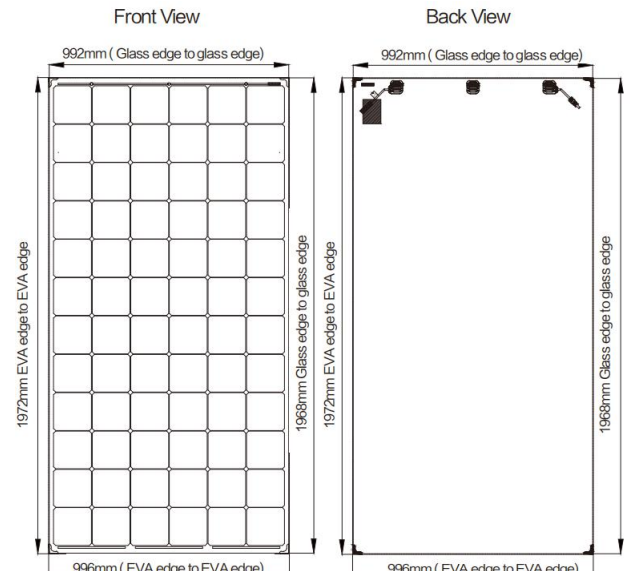 Front View
Back View
992mm ( Glass edge to glass edge)
992mm ( Glass edge to glass edge)
1972mm EVA edge to EVA edge
1968mm Glass edge to glass edge
1972mm EVA edge to EVA edge
1968mm Glass edge to glass edge
996mm ( EVA edge to EVA edge)
996mm ( EVA edge to EVA edge)